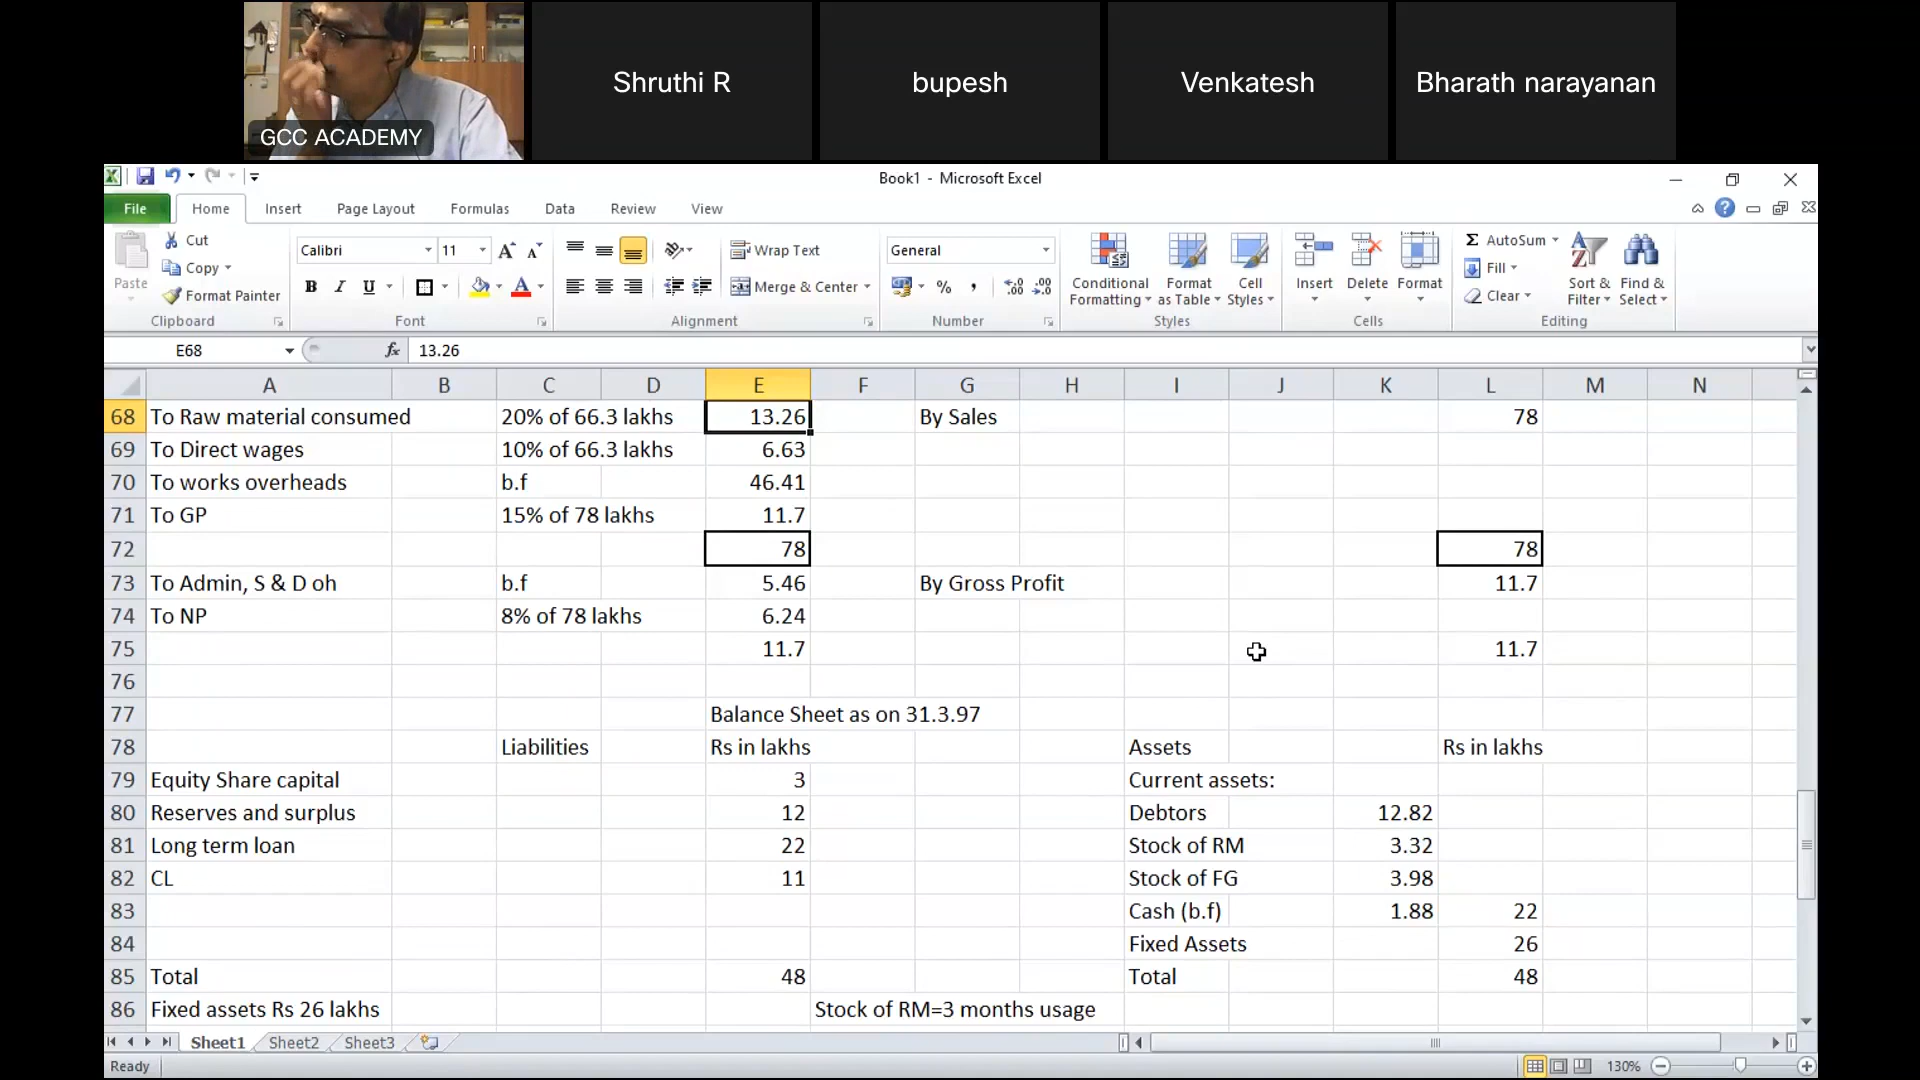 GCC ACADEMY
Shruthi R
bupesh
Venkatesh
Bharath narayanan
Book1 - Microsoft Excel
File Home Insert Page Layout Formulas Data Review View
Paste
Cut
Copy
Format Painter
Clipboard
Calibri 11
B I U
Font
Wrap Text
Merge & Center
Alignment
General
Number
Conditional Formatting
Format as Table
Cell Styles
Styles
Insert Delete Format
Cells
Σ AutoSum
Fill
Clear
Sort & Filter
Find & Select
Editing
E68 fx 13.26
A B C D E F G H I J K L M N
68 To Raw material consumed 20% of 66.3 lakhs 13.26 By Sales 78
69 To Direct wages 10% of 66.3 lakhs 6.63
70 To works overheads b.f 46.41
71 To GP 15% of 78 lakhs 11.7
72 78 78
73 To Admin, S & D oh b.f 5.46 By Gross Profit 11.7
74 To NP 8% of 78 lakhs 6.24
75 11.7 11.7
76
77 Balance Sheet as on 31.3.97
78 Liabilities Rs in lakhs Assets Rs in lakhs
79 Equity Share capital 3 Current assets:
80 Reserves and surplus 12 Debtors 12.82
81 Long term loan 22 Stock of RM 3.32
82 CL 11 Stock of FG 3.98
83 Cash (b.f) 1.88 22
84 Fixed Assets 26
85 Total 48 Total 48
86 Fixed assets Rs 26 lakhs Stock of RM=3 months usage
Sheet1 Sheet2 Sheet3
Ready 130%